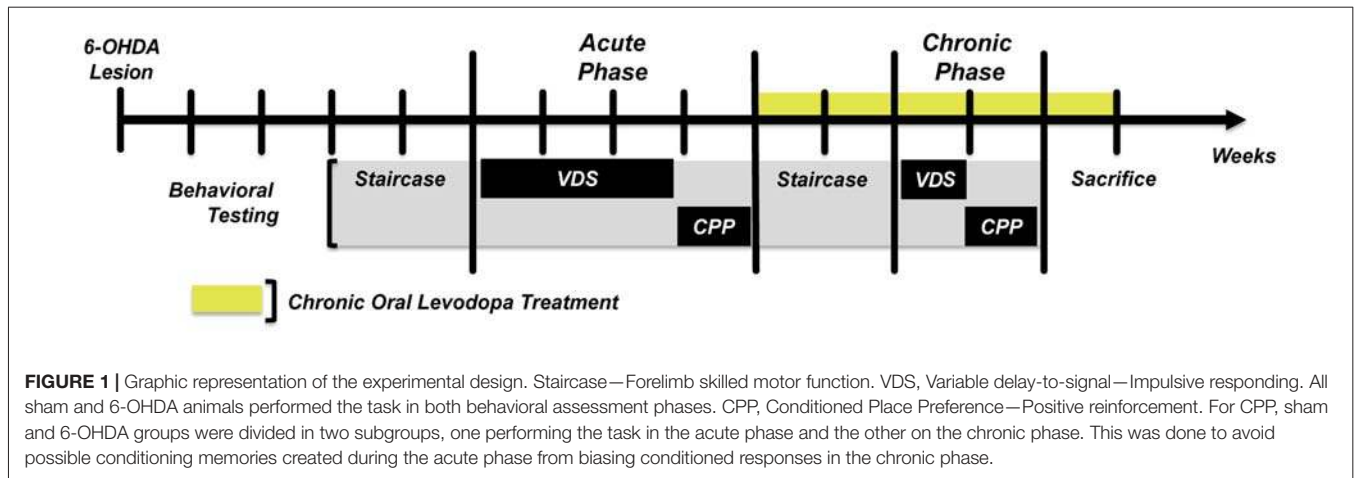 6-OHDA
Lesion
Acute
Phase
Chronic
Phase
Weeks
Behavioral
Testing
Staircase
VDS
CPP
Staircase
VDS
CPP
Sacrifice
Chronic Oral Levodopa Treatment
FIGURE 1 | Graphic representation of the experimental design. Staircase—Forelimb skilled motor function. VDS, Variable delay-to-signal—Impulsive responding. All
sham and 6-OHDA animals performed the task in both behavioral assessment phases. CPP, Conditioned Place Preference—Positive reinforcement. For CPP, sham
and 6-OHDA groups were divided in two subgroups, one performing the task in the acute phase and the other on the chronic phase. This was done to avoid
possible conditioning memories created during the acute phase from biasing conditioned responses in the chronic phase.